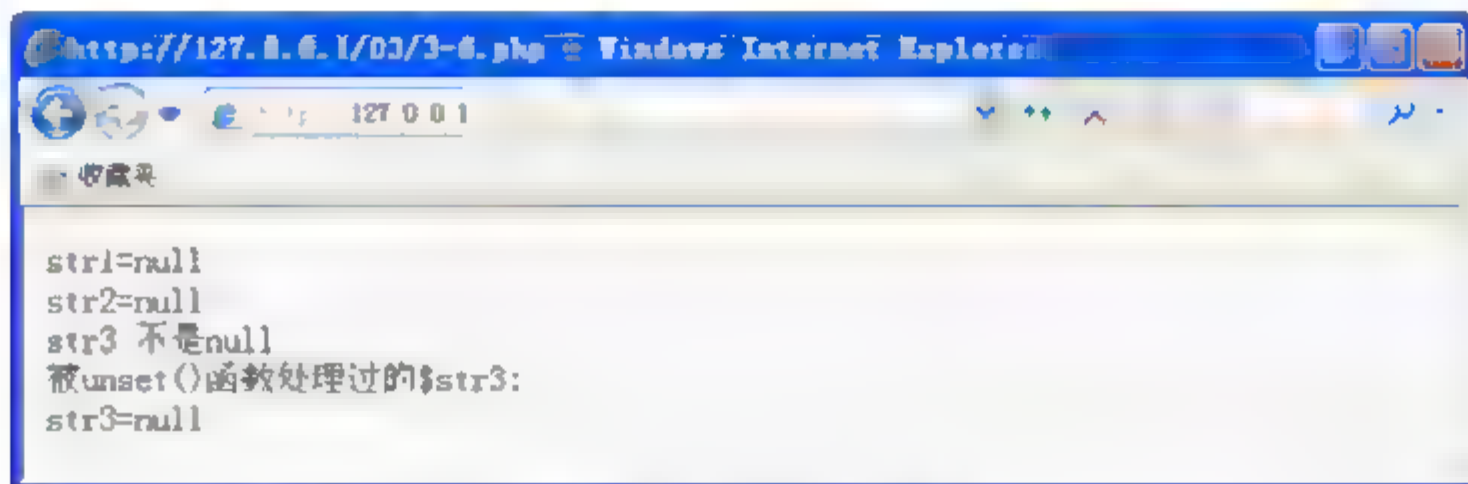 http://127.0.0.1/03/3-6.php - Windows Internet Explorer
127 0 0 1
收藏夹
str1=null
str2=null
str3 不是null
被unset()函数处理过的$str3:
str3=null